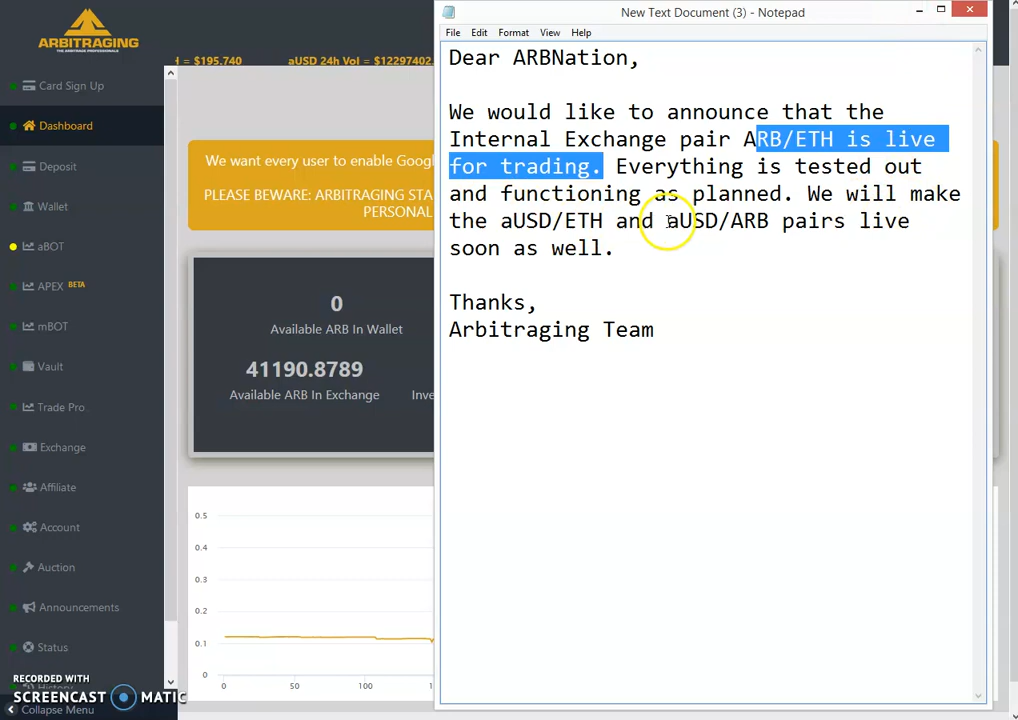 ARBITRAGING
THE ARBITRAGE PROFESSIONALS
H = $195.740 aUSD 24h Vol = $12297402.
Card Sign Up
Dashboard
Deposit
Wallet
aBOT
APEX BETA
mBOT
Vault
Trade Pro
Exchange
Affiliate
Account
Auction
Announcements
Status
Collapse Menu
RECORDED WITH
SCREENCAST MATIC
We want every user to enable Googl
PLEASE BEWARE: ARBITRAGING STA
PERSONAL
0
Available ARB In Wallet
41190.8789
Available ARB In Exchange
Inve
0.5
0.4
0.3
0.2
0.1
0
0 50 100 1
New Text Document (3) - Notepad
File Edit Format View Help
Dear ARBNation,
We would like to announce that the
Internal Exchange pair ARB/ETH is live
for trading. Everything is tested out
and functioning as planned. We will make
the aUSD/ETH and aUSD/ARB pairs live
soon as well.
Thanks,
Arbitraging Team